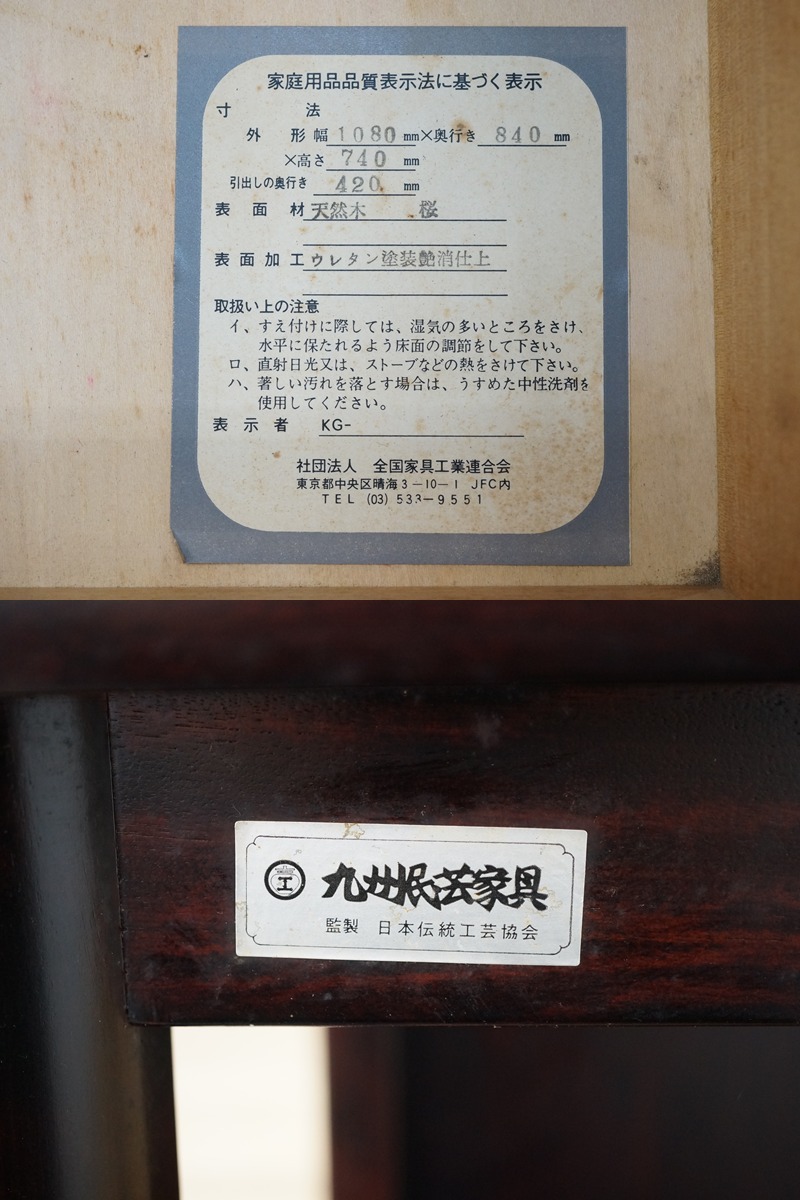 家庭用品品質表示法に基づく表示
寸法
外形幅 1080 mm×奥行き 840 mm
×高さ 740 mm
引出しの奥行き 420 mm
表面材 天然木 桜
表面加工 ウレタン塗装艶消仕上
取扱い上の注意
イ、すえ付けに際しては、湿気の多いところをさけ、
水平に保たれるよう床面の調節をして下さい。
ロ、直射日光又は、ストーブなどの熱をさけて下さい。
ハ、著しい汚れを落とす場合は、うすめた中性洗剤を
使用してください。
表示者 KG-
社団法人 全国家具工業連合会
東京都中央区晴海3-10-1 JFC内
TEL (03) 533-9551
工
九州民芸家具
監製 日本伝統工芸協会